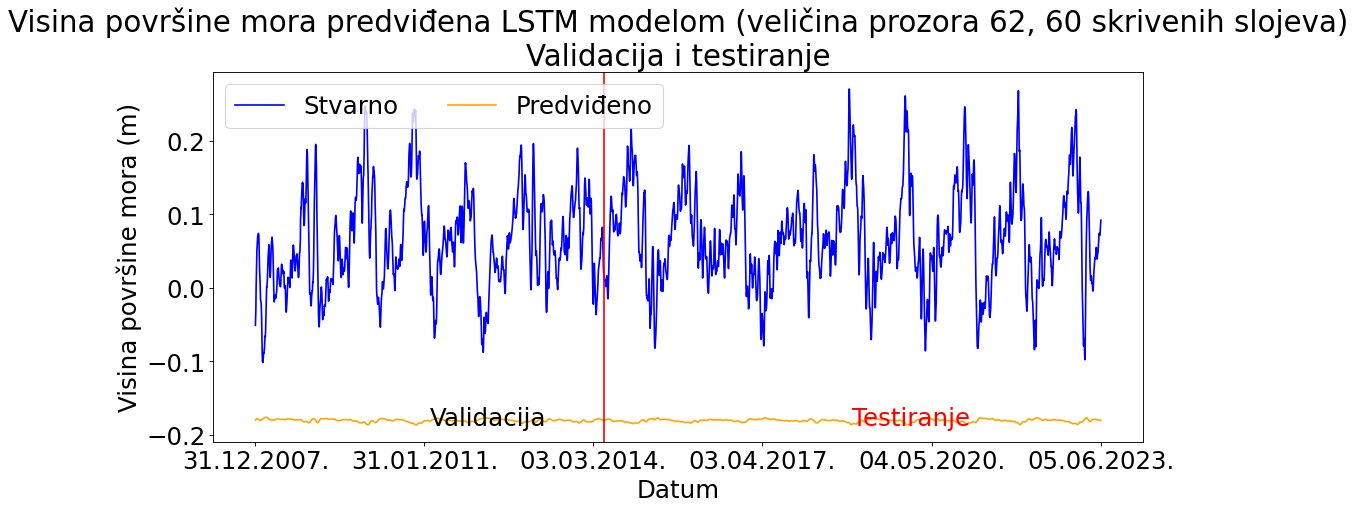 Visina površine mora predviđena LSTM modelom (veličina prozora 62, 60 skrivenih slojeva)
Validacija i testiranje
Stvarno
Predviđeno
Visina površine mora (m)
0.2
0.1
0.0
−0.1
−0.2
Validacija
Testiranje
31.12.2007.
31.01.2011.
03.03.2014.
03.04.2017.
04.05.2020.
05.06.2023.
Datum